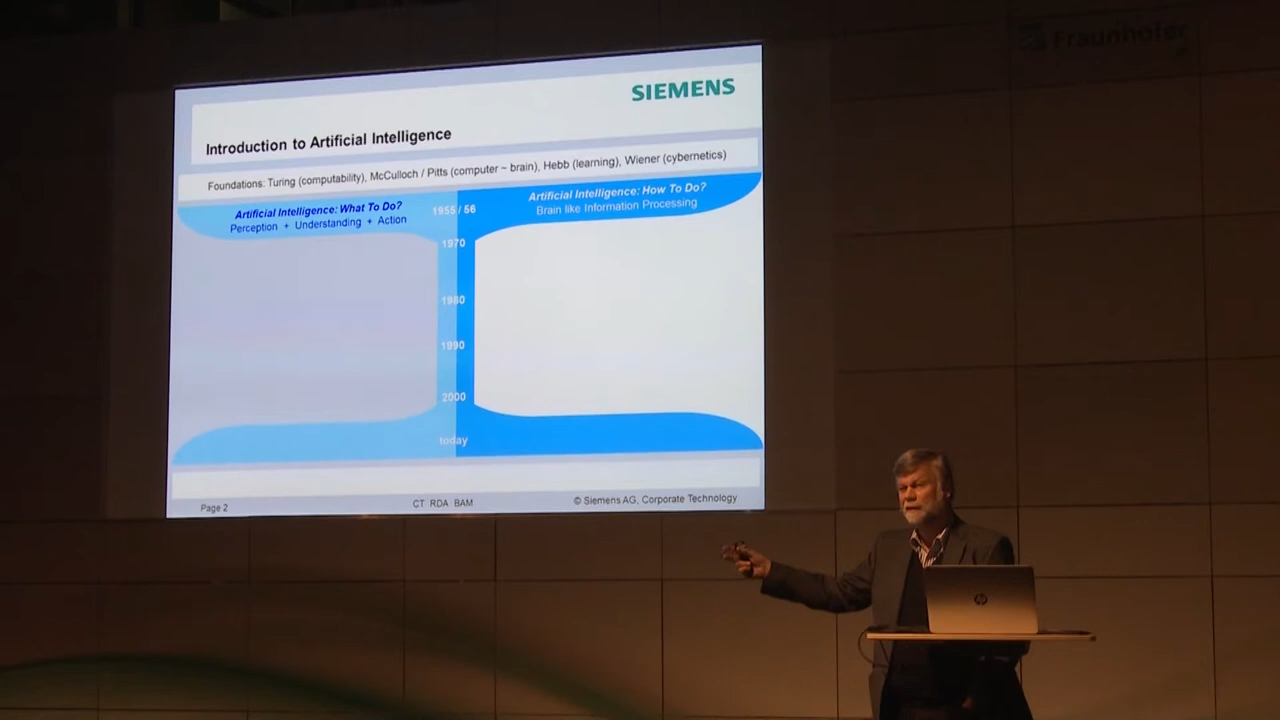 Fraunhofer
SIEMENS
Introduction to Artificial Intelligence
Foundations: Turing (computability), McCulloch / Pitts (computer ~ brain), Hebb (learning), Wiener (cybernetics)
Artificial Intelligence: What To Do?
Perception + Understanding + Action
1955 / 56
Artificial Intelligence: How To Do?
Brain like Information Processing
1970
1980
1990
2000
today
Page 2
CT RDA BAM
© Siemens AG, Corporate Technology
hp